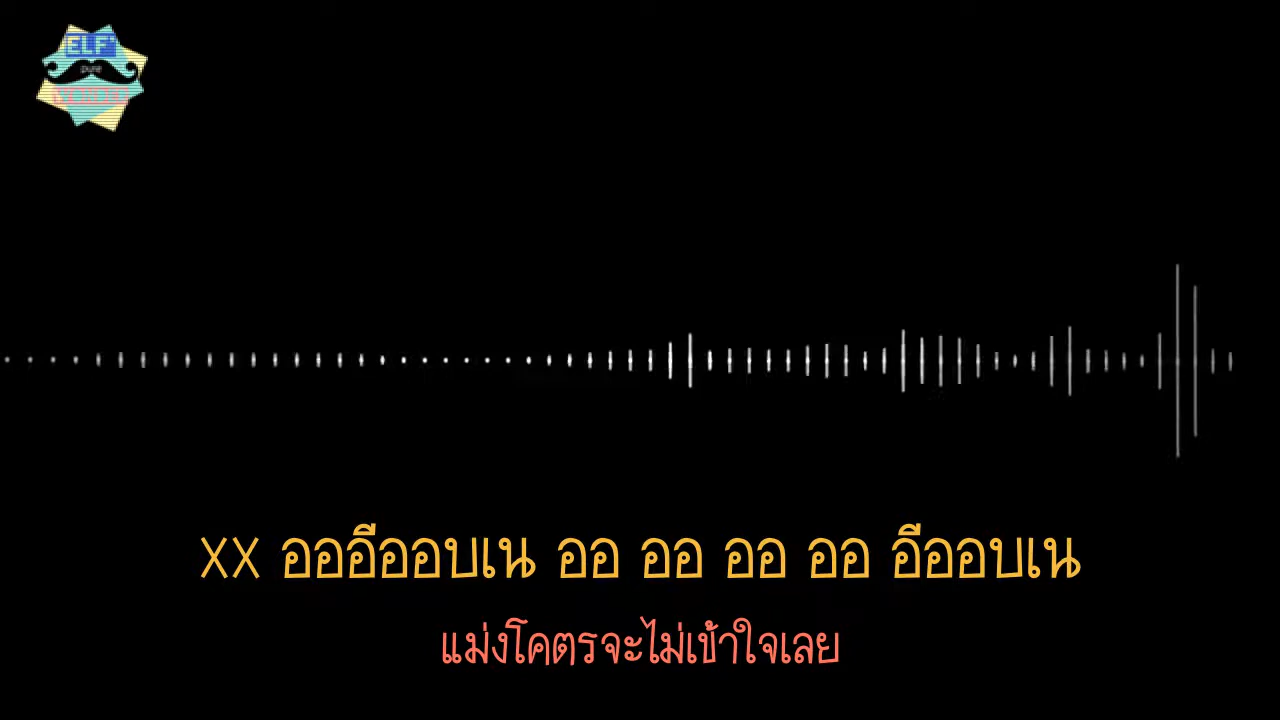 ELF
pure
XX ออือออบเน ออ ออ ออ ออ อีออบเน
แม่งโคตรจะไม่เข้าใจเลย